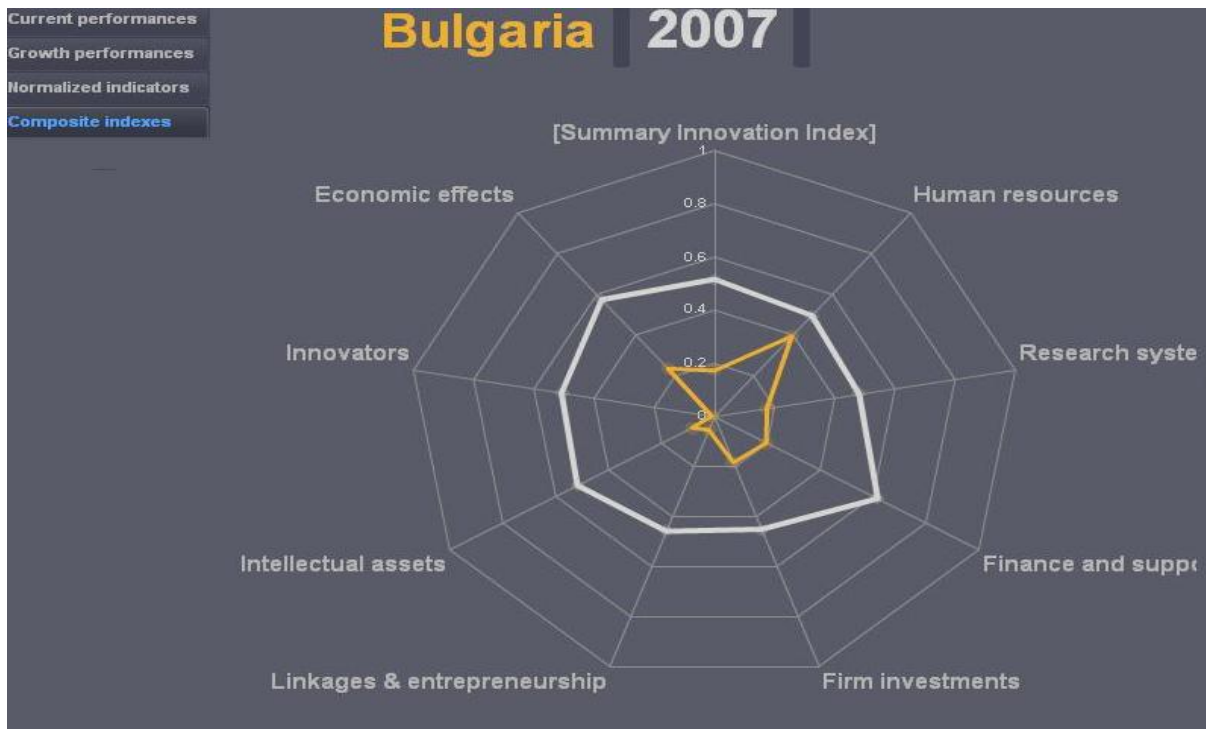 Current performances
Growth performances
Normalized indicators
Composite indexes
Bulgaria 2007
[Summary Innovation Index]
1
Economic effects
Human resources
0.8
0.6
0.4
Innovators
Research syste
0.2
0
Intellectual assets
Finance and suppo
Linkages & entrepreneurship
Firm investments